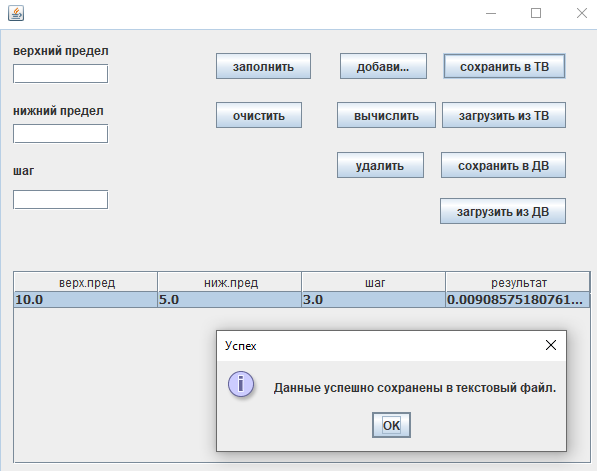 верхний предел
заполнить
добави...
сохранить в ТВ
нижний предел
очистить
вычислить
загрузить из ТВ
шаг
удалить
сохранить в ДВ
загрузить из ДВ
верх.пред
ниж.пред
шаг
результат
10.0
5.0
3.0
0.00908575180761...
Успех
Данные успешно сохранены в текстовый файл.
OK